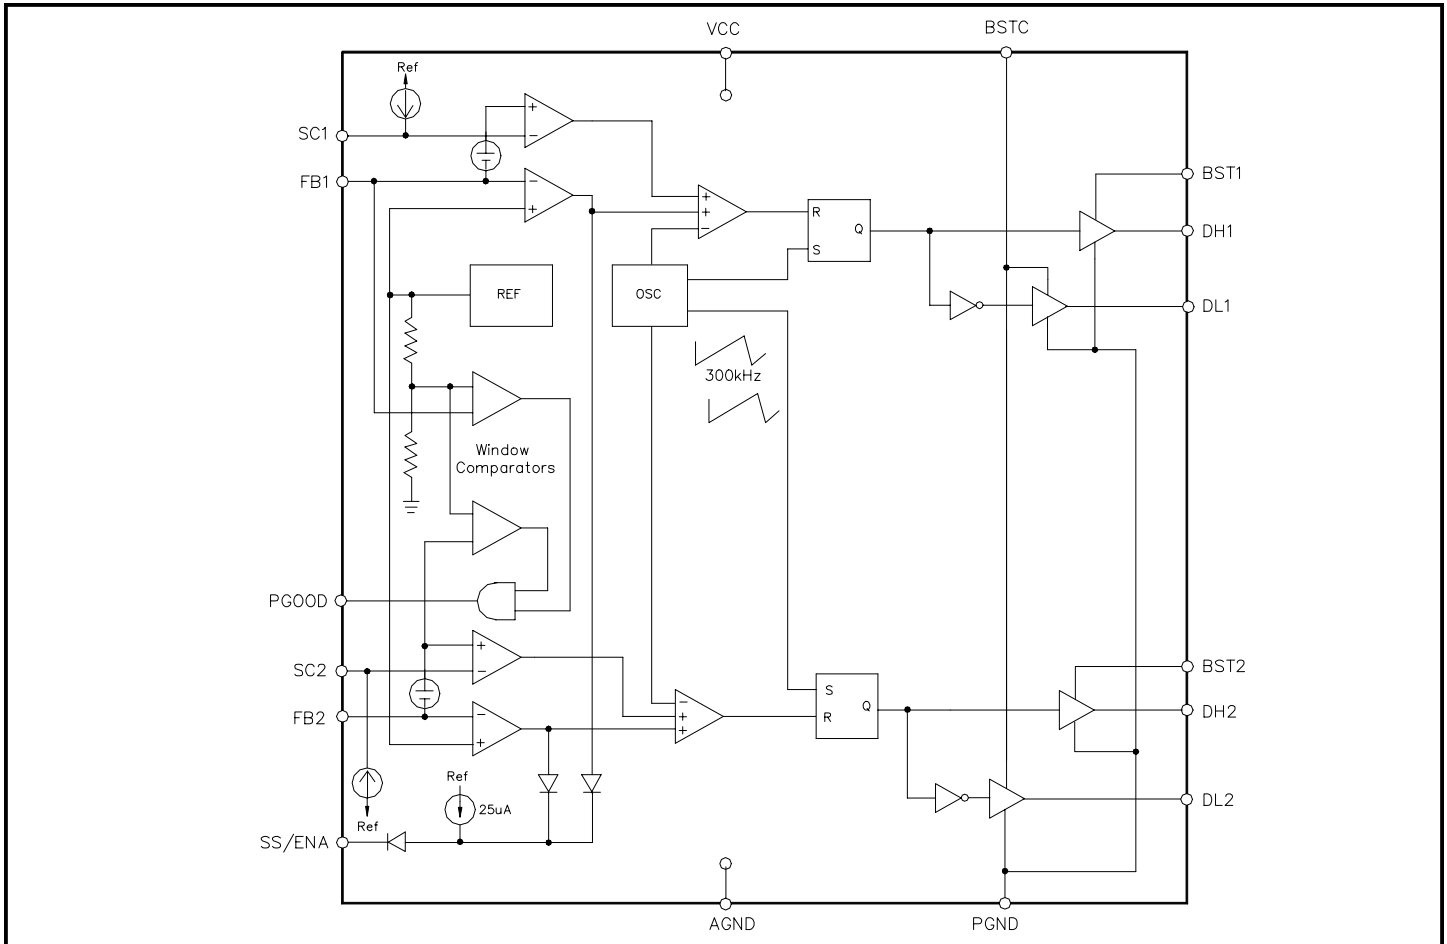 VCC
BSTC
Ref
SC1
+
-
FB1
-
+
+
+
-
R
Q
S
BST1
DH1
DL1
REF
OSC
300kHz
Window
Comparators
PGOOD
SC2
+
-
FB2
-
+
-
+
+
S
Q
R
BST2
DH2
DL2
Ref
25uA
Ref
SS/ENA
AGND
PGND